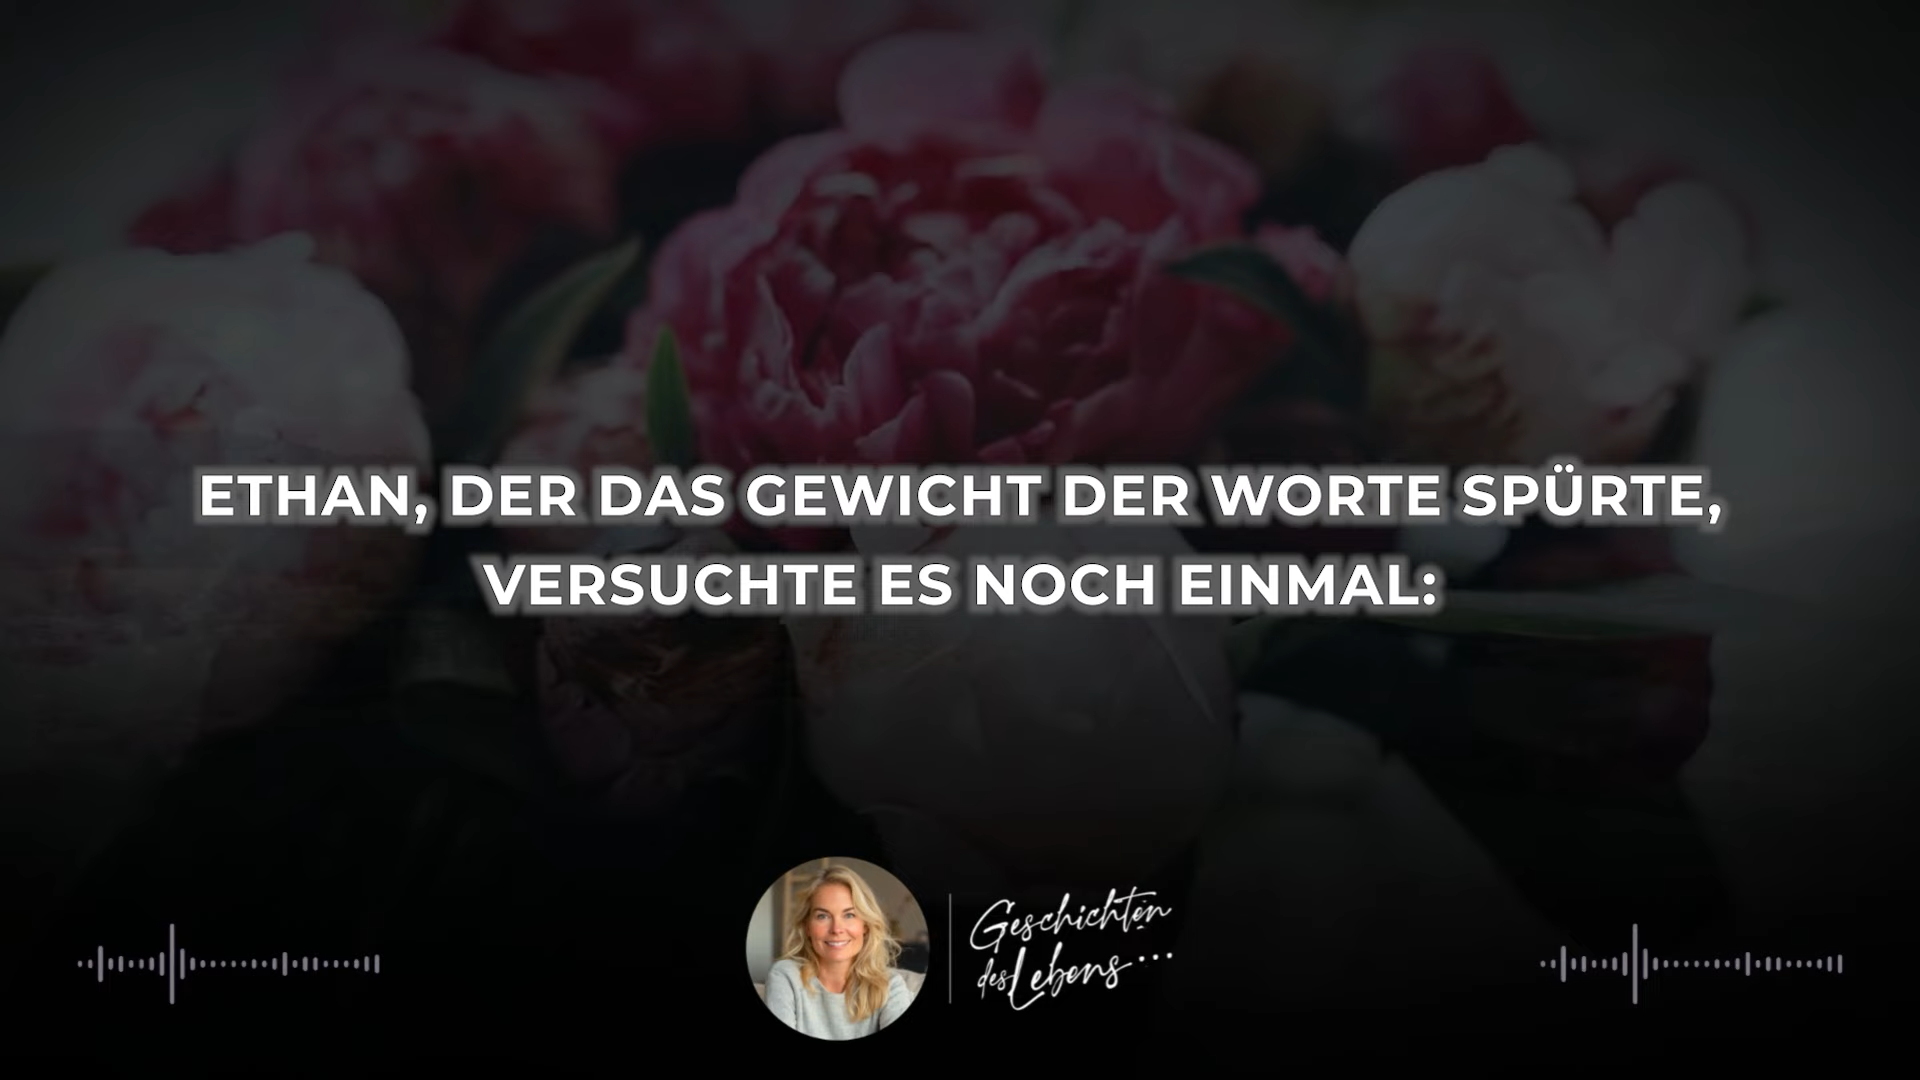 ETHAN, DER DAS GEWICHT DER WORTE SPÜRTE,
VERSUCHTE ES NOCH EINMAL:
Geschichten
des Lebens...